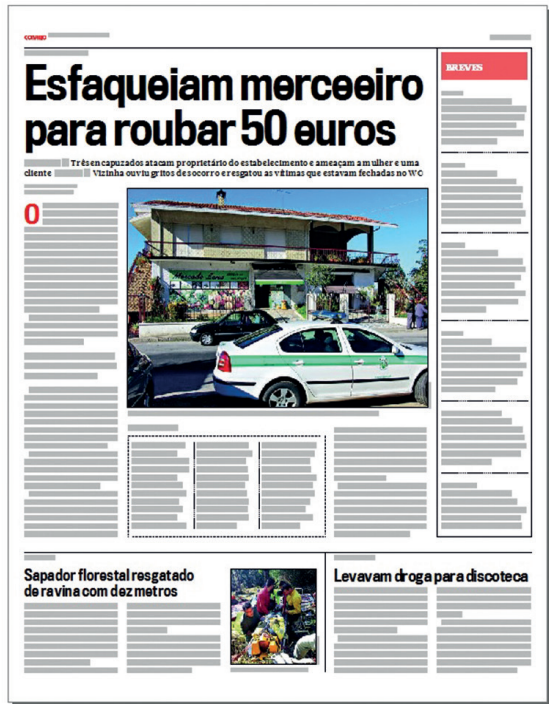 Esfaqueiam merceeiro
para roubar 50 euros
Três encapuzados atacam proprietário do estabelecimento e ameaçam a mulher e uma
cliente Vizinha ouviu gritos de socorro e resgatou as vítimas que estavam fechadas no WC
O
BREVES
Sapador florestal resgatado
de ravina com dez metros
Levavam droga para discoteca